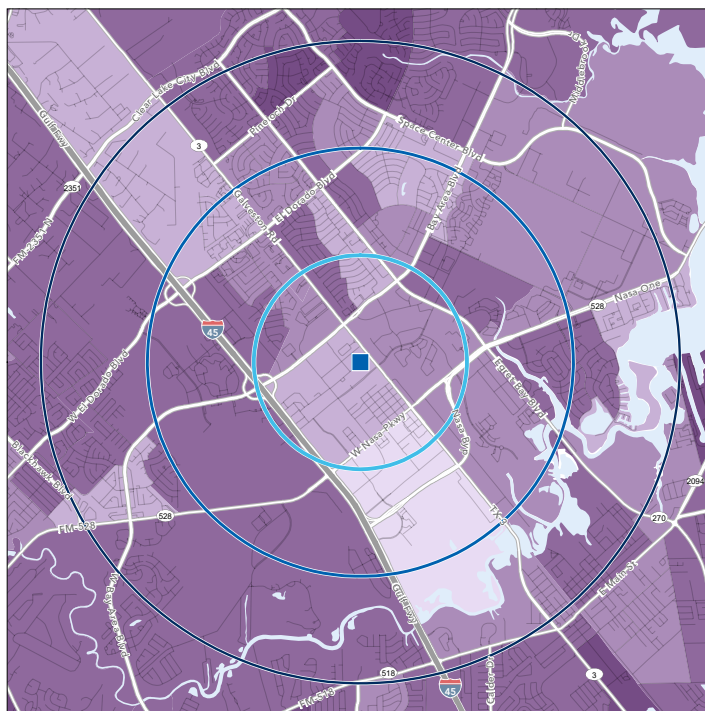 Middlebrook Dr
Clear Lake City Blvd
Gulf Fwy
Pineloch Dr
Space Center Blvd
3
2351
El Dorado Blvd
Bay Area Blvd
Galveston Rd
FM-2351 N
Nasa One
528
45
W El Dorado Blvd
Egret Bay Blvd
W Nasa Pkwy
Nasa Byp
Blackhawk Blvd
2094
528
FM-528
TX-3
270
W Bay Area Blvd
Gulf Fwy
E Main St
518
Calder Dr
3
45
FM-518